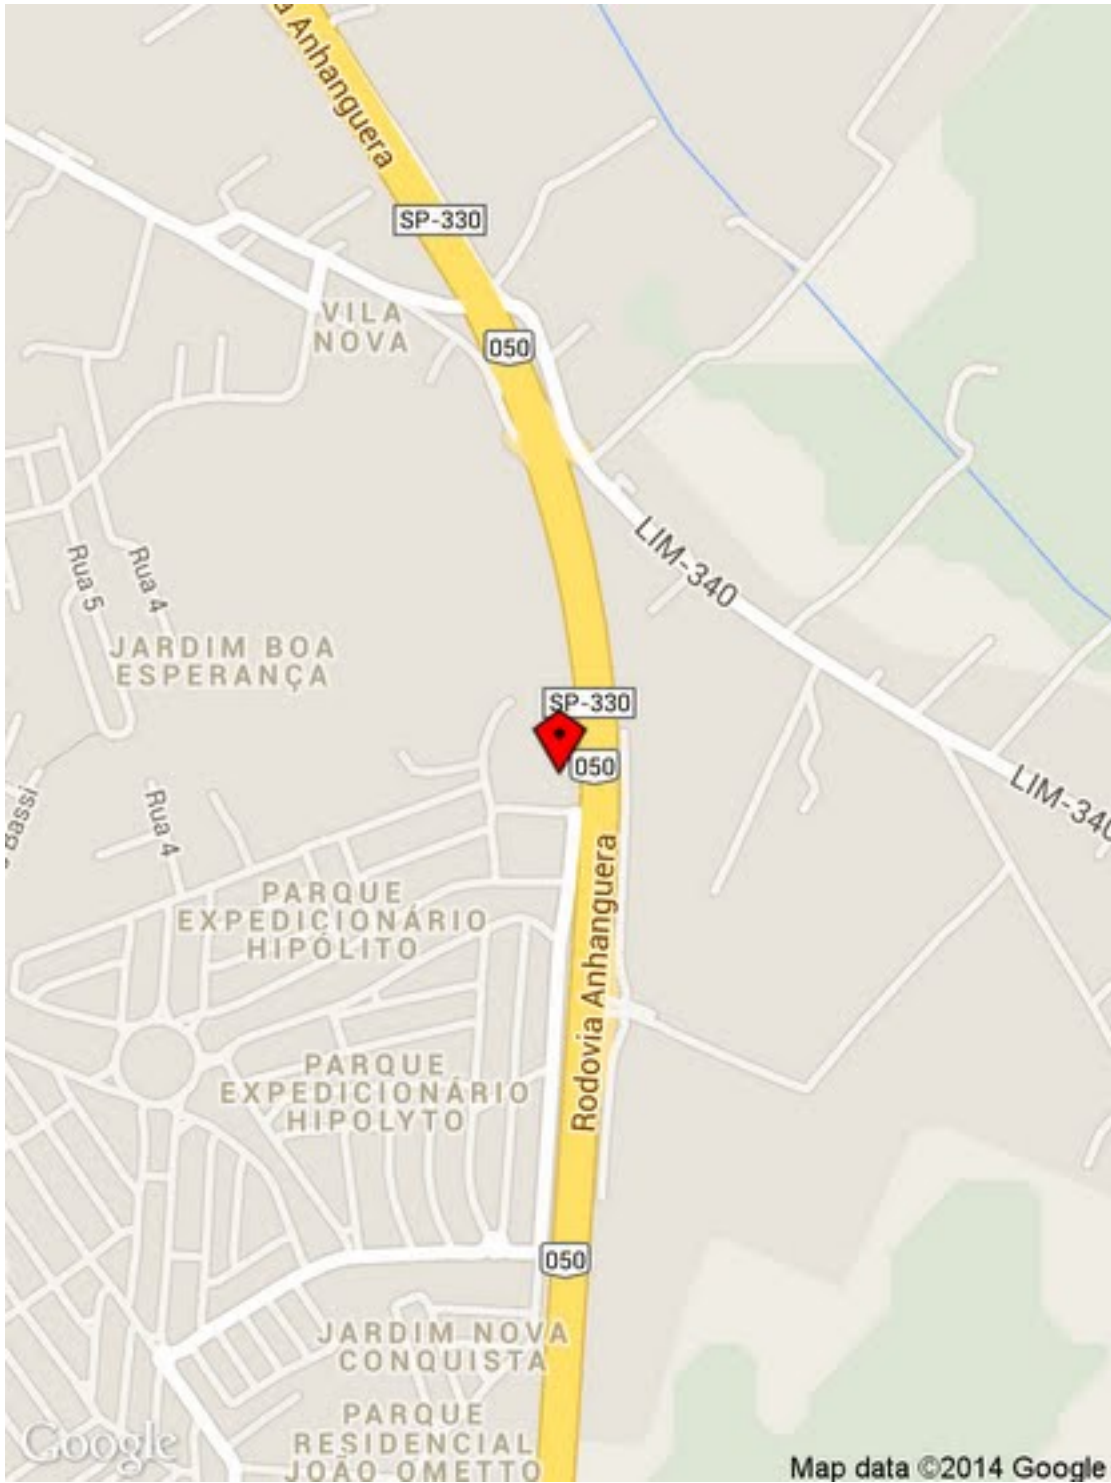 a Anhanguera
SP-330
VILA
NOVA
050
LIM-340
Rua 5
Rua 4
JARDIM BOA
ESPERANÇA
SP-330
050
LIM-340
Bassi
Rua 4
PARQUE
EXPEDICIONÁRIO
HIPÓLITO
Rodovia Anhanguera
PARQUE
EXPEDICIONÁRIO
HIPOLYTO
050
JARDIM NOVA
CONQUISTA
PARQUE
RESIDENCIAL
JOÃO OMETTO
Google
Map data ©2014 Google